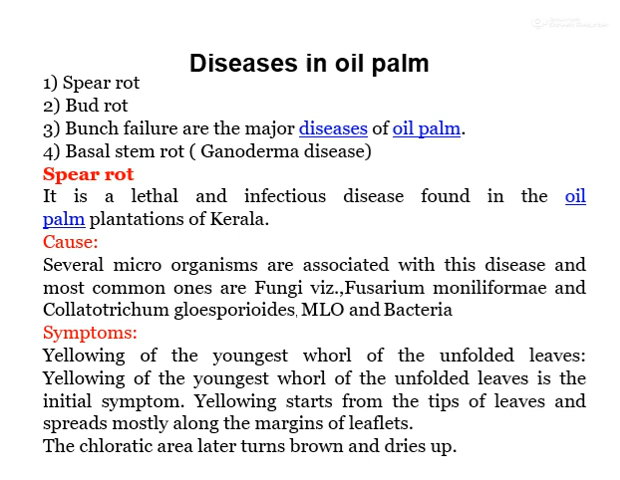 Diseases in oil palm
1) Spear rot
2) Bud rot
3) Bunch failure are the major diseases of oil palm.
4) Basal stem rot ( Ganoderma disease)
Spear rot
It is a lethal and infectious disease found in the oil
palm plantations of Kerala.
Cause:
Several micro organisms are associated with this disease and
most common ones are Fungi viz.,Fusarium moniliformae and
Collatotrichum gloesporioides, MLO and Bacteria
Symptoms:
Yellowing of the youngest whorl of the unfolded leaves:
Yellowing of the youngest whorl of the unfolded leaves is the
initial symptom. Yellowing starts from the tips of leaves and
spreads mostly along the margins of leaflets.
The chloratic area later turns brown and dries up.